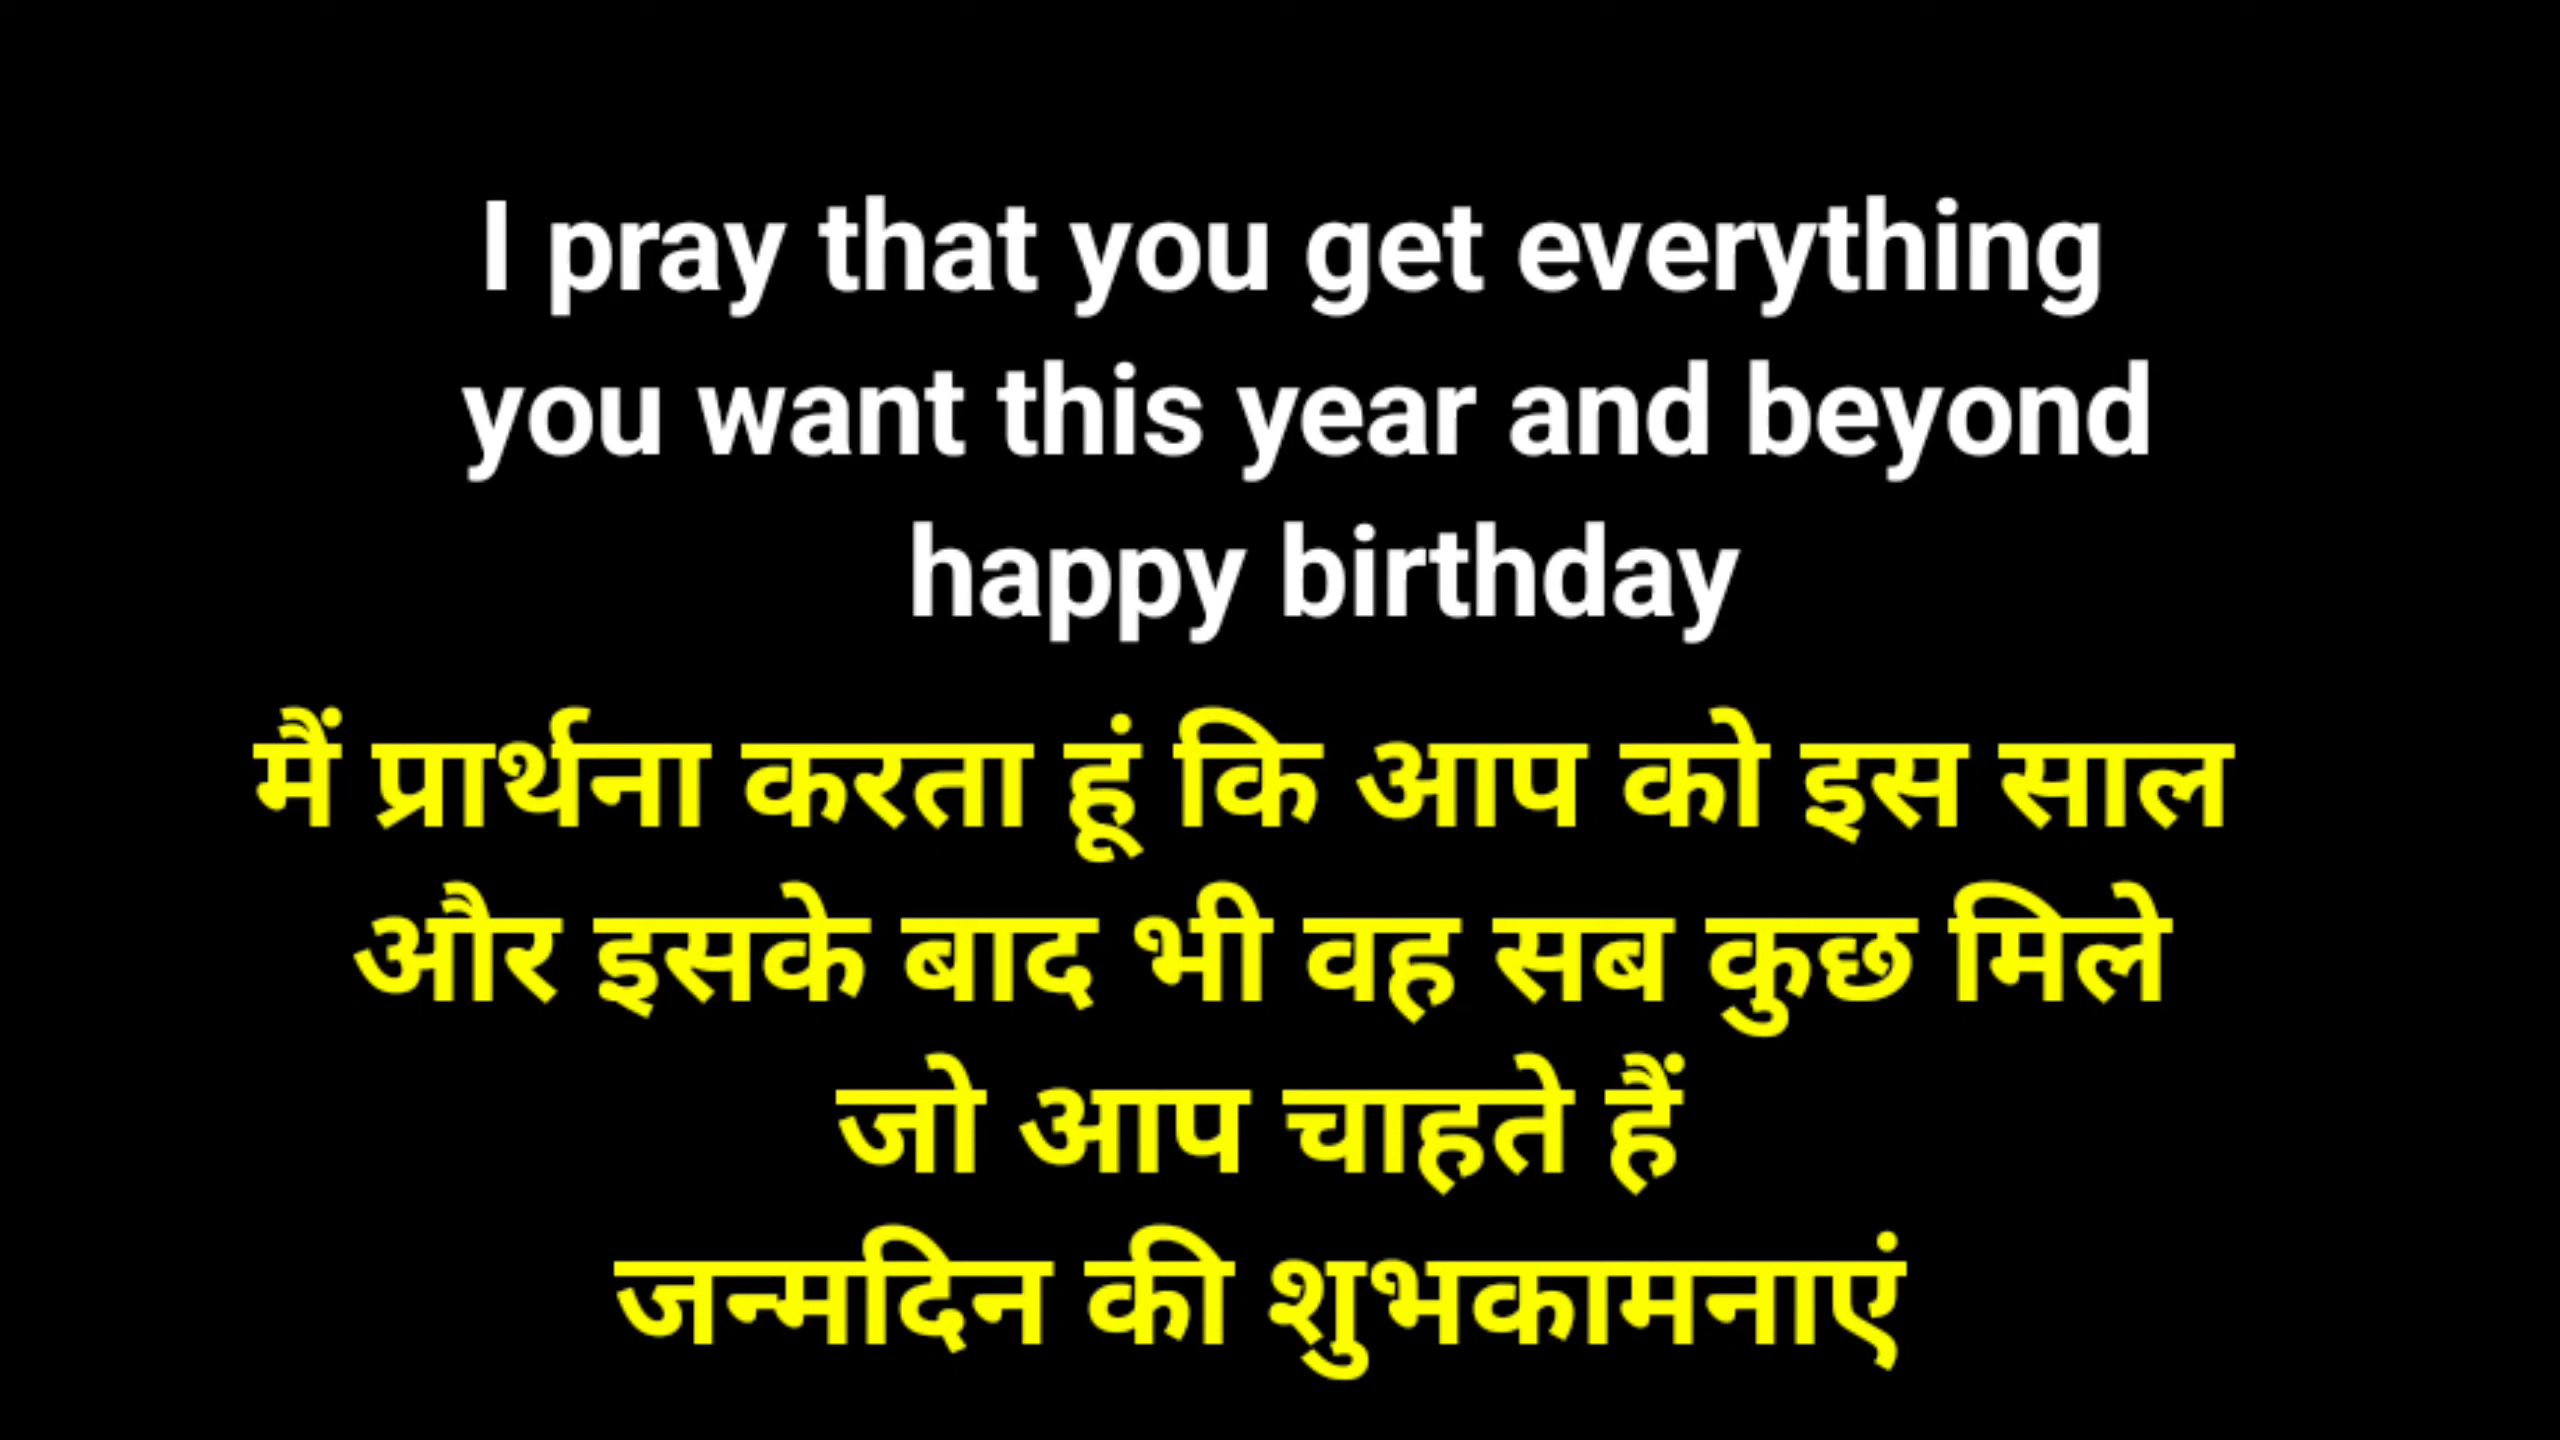 I pray that you get everything
you want this year and beyond
happy birthday
मैं प्रार्थना करता हूं कि आप को इस साल
और इसके बाद भी वह सब कुछ मिले
जो आप चाहते हैं
जन्मदिन की शुभकामनाएं